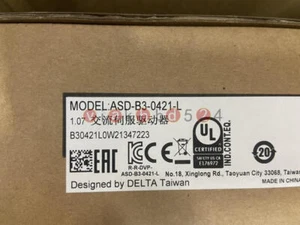 MODEL:ASD-B3-0421-L
1.07 交流伺服驱动器
B30421L0W21347223
UL
IND.CONT.EQ.
20
R-R-DVP-
ASD-B3-0421-L
No.18, Xinglong Rd., Taoyuan City 33068, Taiwan
Designed by DELTA Taiwan